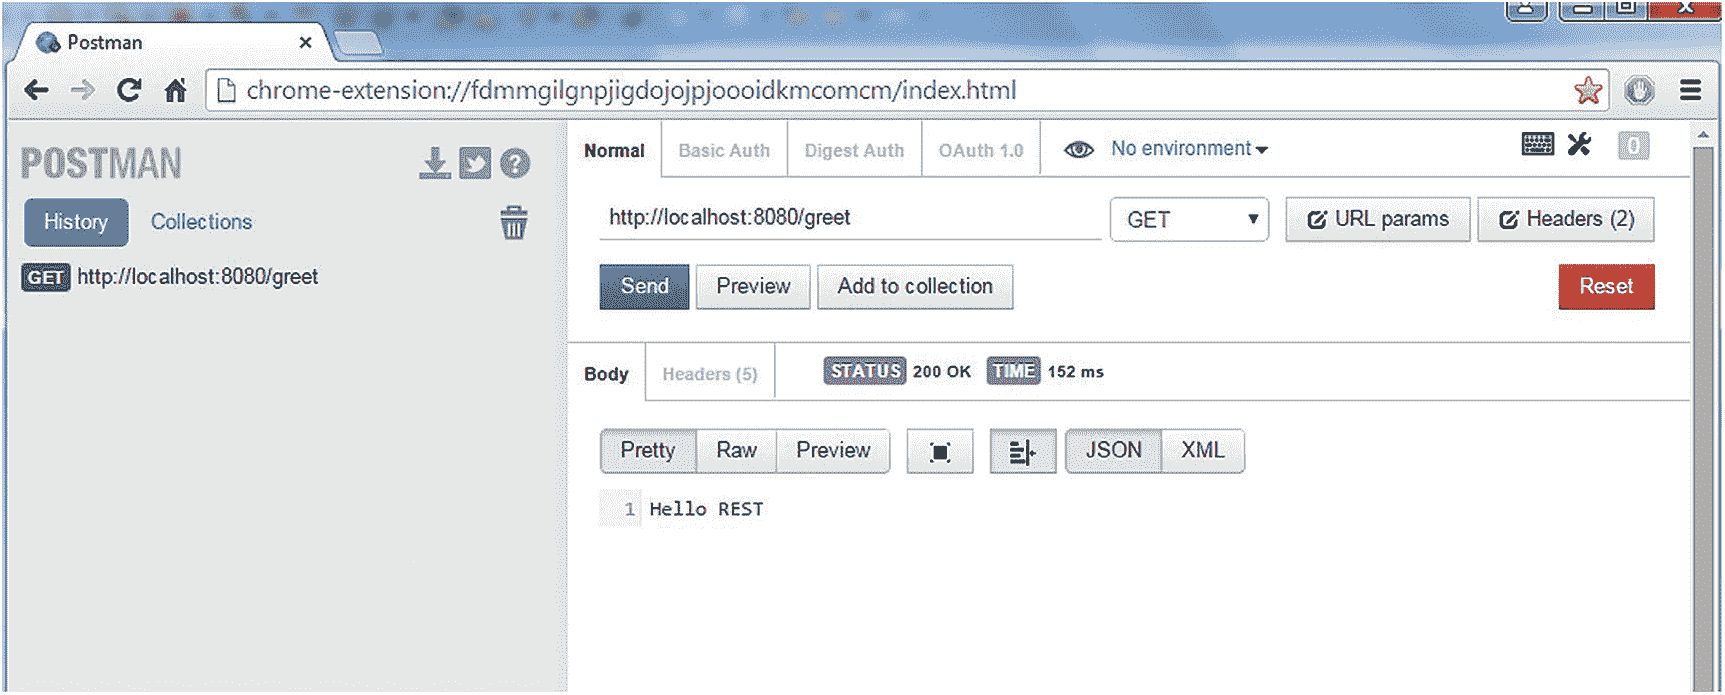 Postman
chrome-extension://fdmmgilgnpjigdojojpjoooidkmcomcm/index.html
POSTMAN
History Collections
GET http://localhost:8080/greet
Normal Basic Auth Digest Auth OAuth 1.0 No environment 0
http://localhost:8080/greet GET URL params Headers (2)
Send Preview Add to collection Reset
Body Headers (5) STATUS 200 OK TIME 152 ms
Pretty Raw Preview JSON XML
1 Hello REST